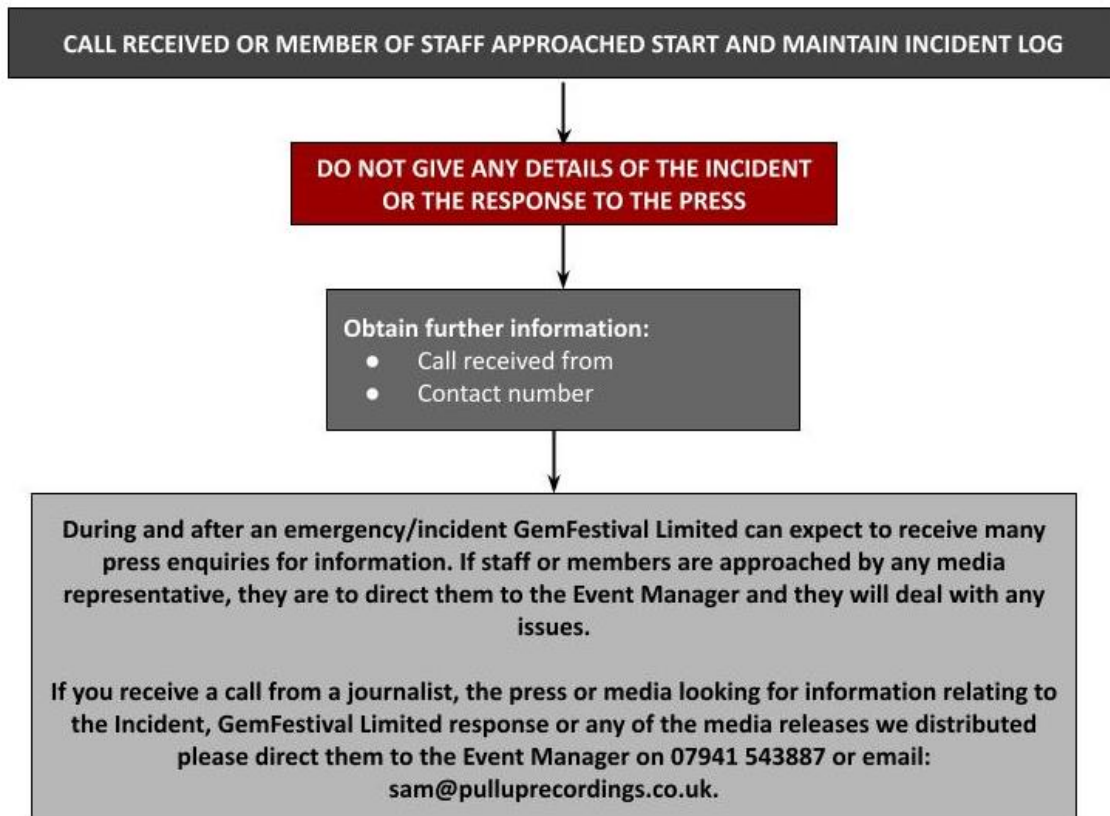 CALL RECEIVED OR MEMBER OF STAFF APPROACHED START AND MAINTAIN INCIDENT LOG
DO NOT GIVE ANY DETAILS OF THE INCIDENT
OR THE RESPONSE TO THE PRESS
Obtain further information:
● Call received from
● Contact number
During and after an emergency/incident GemFestival Limited can expect to receive many
press enquiries for information. If staff or members are approached by any media
representative, they are to direct them to the Event Manager and they will deal with any
issues.
If you receive a call from a journalist, the press or media looking for information relating to
the Incident, GemFestival Limited response or any of the media releases we distributed
please direct them to the Event Manager on 07941 543887 or email:
sam@pulluprecordings.co.uk.